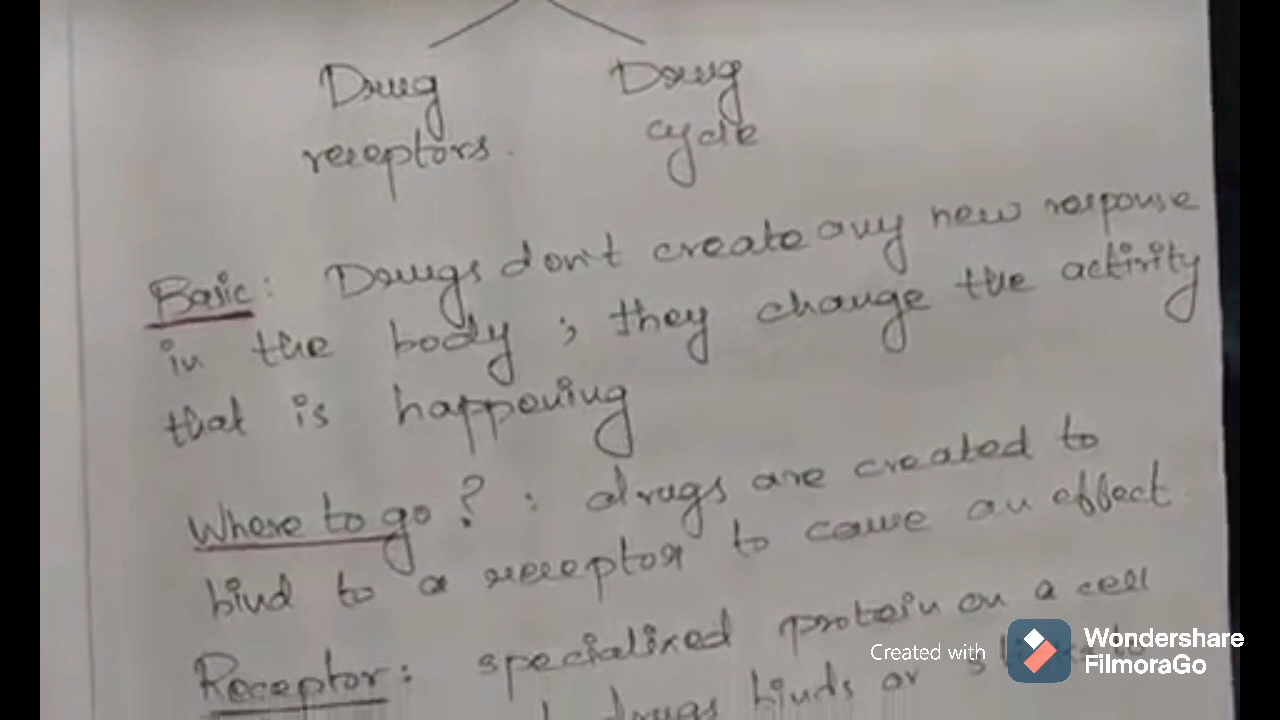 Drug
receptors.
Drug
cycle
Basic: Drugs don't create any new response
in the body; they change the activity
that is happening
Where to go? : drugs are created to
bind to a receptor to cause an effect
Receptor: specialized protein on a cell
drugs binds or
Created with
Wondershare
FilmoraGo